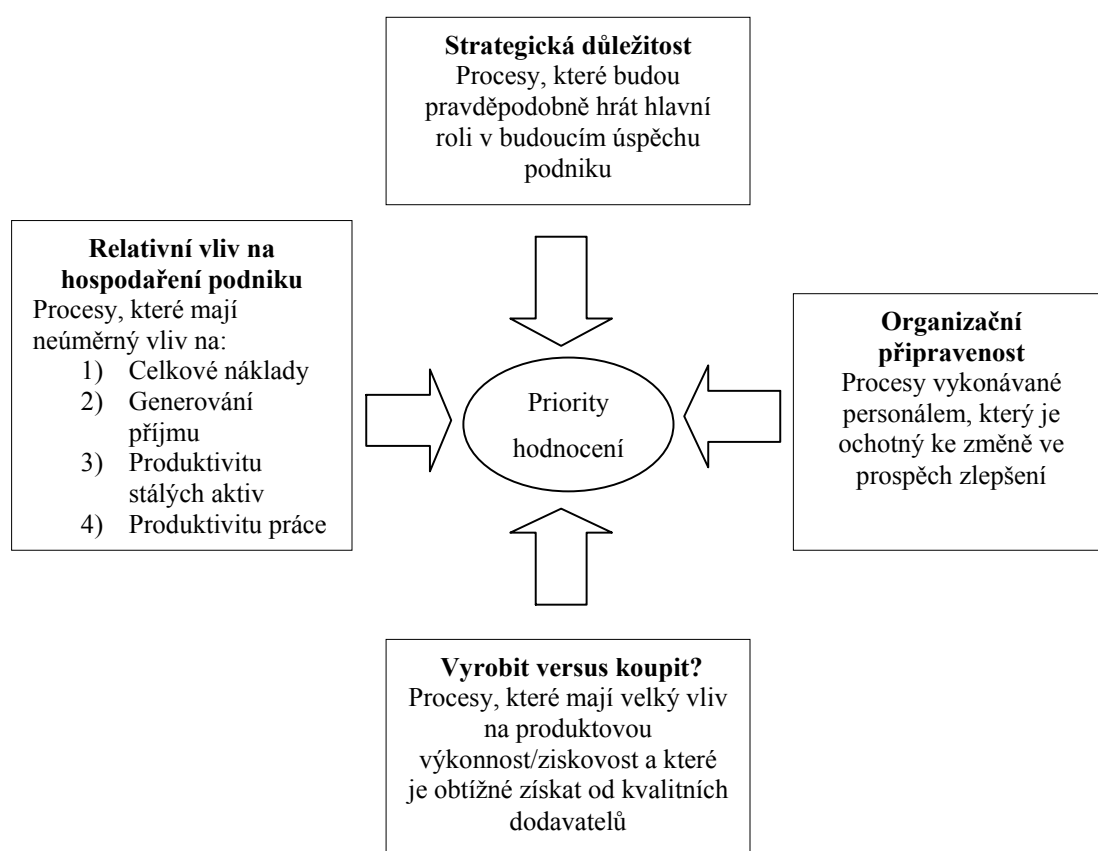 Strategická důležitost
Procesy, které budou
pravděpodobně hrát hlavní
roli v budoucím úspěchu
podniku
Relativní vliv na
hospodaření podniku
Procesy, které mají
neúměrný vliv na:
1) Celkové náklady
2) Generování
příjmu
3) Produktivitu
stálých aktiv
4) Produktivitu práce
Priority
hodnocení
Organizační
připravenost
Procesy vykonávané
personálem, který je
ochotný ke změně ve
prospěch zlepšení
Vyrobit versus koupit?
Procesy, které mají velký vliv
na produktovou
výkonnost/ziskovost a které
je obtížné získat od kvalitních
dodavatelů